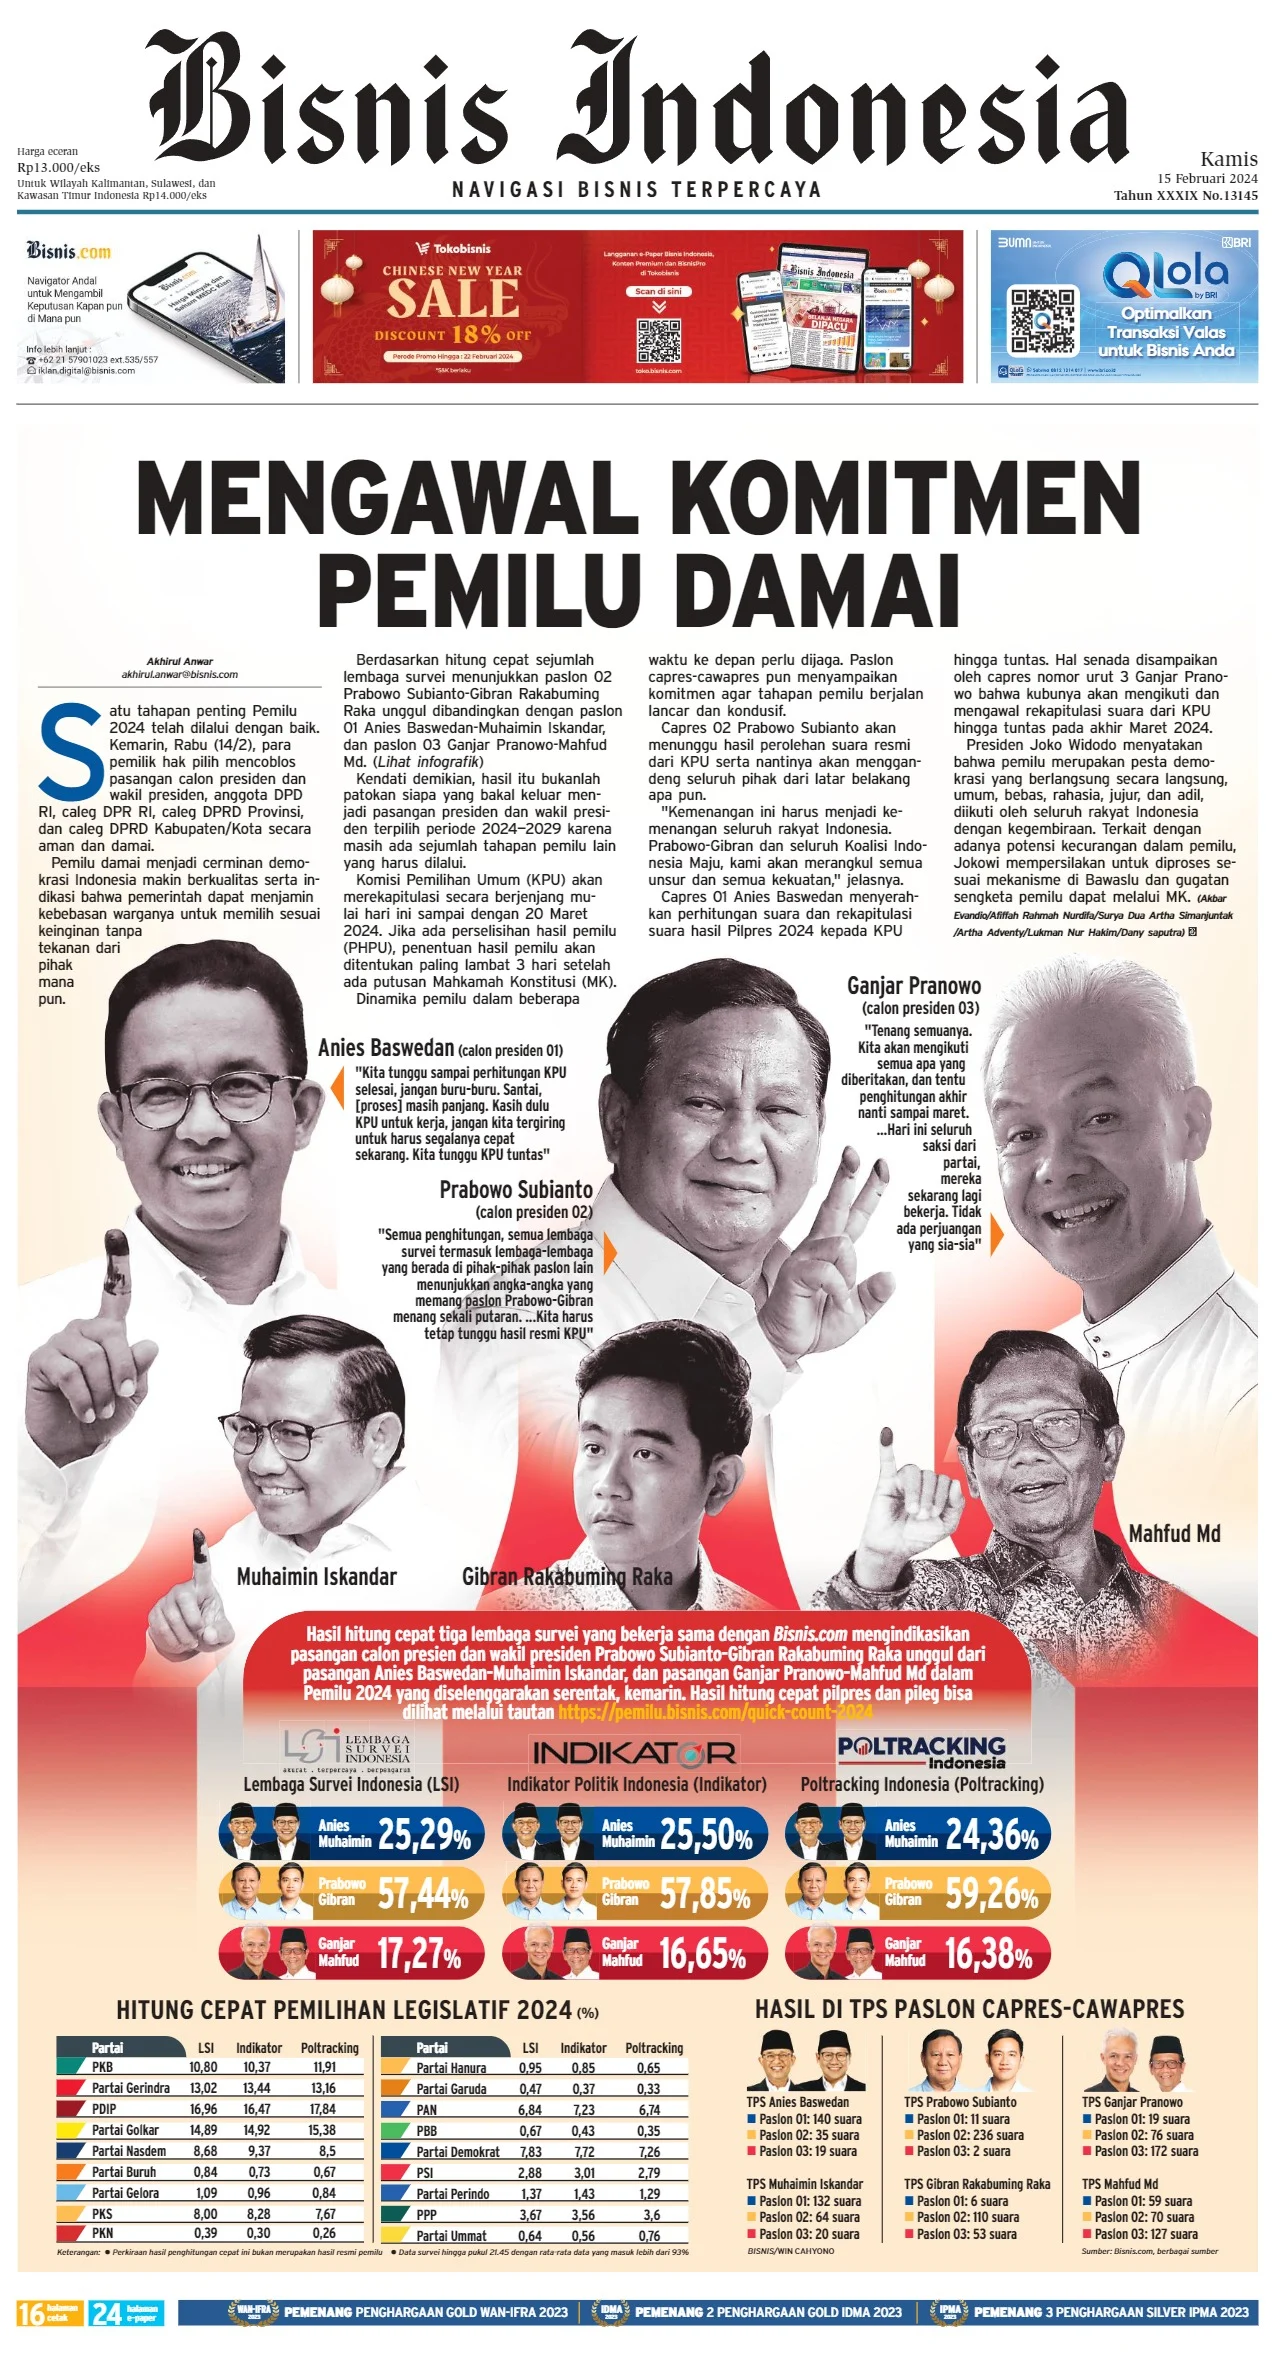 Bisnis Indonesia
NAVIGASI BISNIS TERPERCAYA
Harga eceran
Rp13.000/eks
Untuk Wilayah Kalimantan, Sulawesi, dan
Kawasan Timur Indonesia Rp14.000/eks
Kamis
15 Februari 2024
Tahun XXXIX No.13145
Bisnis.com
Navigator Andal
untuk Mengambil
Keputusan Kapan pun
di Mana pun
Info lebih lanjut :
+62 21 57901023 ext.535/557
iklan.digital@bisnis.com
Tokobisnis
CHINESE NEW YEAR
SALE
DISCOUNT 18% OFF
Perode Promo Hingga : 22 Februari 2024
*S&K berlaku
Langganan e-Paper Bisnis Indonesia,
Konten Premium dan BisnisPro
di Tokobisnis
Scan di sini
toko.bisnis.com
Bisnis Indonesia
BELANJA NEGARA
DIPACU
BUMN
BRI
QLola
by BRI
Optimalkan
Transaksi Valas
untuk Bisnis Anda
MENGAWAL KOMITMEN
PEMILU DAMAI
Akhirul Anwar
akhirul.anwar@bisnis.com
Satu tahapan penting Pemilu
2024 telah dilalui dengan baik.
Kemarin, Rabu (14/2), para
pemilik hak pilih mencoblos
pasangan calon presiden dan
wakil presiden, anggota DPD
RI, caleg DPR RI, caleg DPRD Provinsi,
dan caleg DPRD Kabupaten/Kota secara
aman dan damai.
Pemilu damai menjadi cerminan demo-
krasi Indonesia makin berkualitas serta in-
dikasi bahwa pemerintah dapat menjamin
kebebasan warganya untuk memilih sesuai
keinginan tanpa
tekanan dari
pihak
mana
pun.
Berdasarkan hitung cepat sejumlah
lembaga survei menunjukkan paslon 02
Prabowo Subianto-Gibran Rakabuming
Raka unggul dibandingkan dengan paslon
01 Anies Baswedan-Muhaimin Iskandar,
dan paslon 03 Ganjar Pranowo-Mahfud
Md. (Lihat infografik)
Kendati demikian, hasil itu bukanlah
patokan siapa yang bakal keluar men-
jadi pasangan presiden dan wakil presi-
den terpilih periode 2024–2029 karena
masih ada sejumlah tahapan pemilu lain
yang harus dilalui.
Komisi Pemilihan Umum (KPU) akan
merekapitulasi secara berjenjang mu-
lai hari ini sampai dengan 20 Maret
2024. Jika ada perselisihan hasil pemilu
(PHPU), penentuan hasil pemilu akan
ditentukan paling lambat 3 hari setelah
ada putusan Mahkamah Konstitusi (MK).
Dinamika pemilu dalam beberapa
waktu ke depan perlu dijaga. Paslon
capres-cawapres pun menyampaikan
komitmen agar tahapan pemilu berjalan
lancar dan kondusif.
Capres 02 Prabowo Subianto akan
menunggu hasil perolehan suara resmi
dari KPU serta nantinya akan menggan-
deng seluruh pihak dari latar belakang
apa pun.
"Kemenangan ini harus menjadi ke-
menangan seluruh rakyat Indonesia.
Prabowo-Gibran dan seluruh Koalisi Indo-
nesia Maju, kami akan merangkul semua
unsur dan semua kekuatan," jelasnya.
Capres 01 Anies Baswedan menyerah-
kan perhitungan suara dan rekapitulasi
suara hasil Pilpres 2024 kepada KPU
hingga tuntas. Hal senada disampaikan
oleh capres nomor urut 3 Ganjar Prano-
wo bahwa kubunya akan mengikuti dan
mengawal rekapitulasi suara dari KPU
hingga tuntas pada akhir Maret 2024.
Presiden Joko Widodo menyatakan
bahwa pemilu merupakan pesta demo-
krasi yang berlangsung secara langsung,
umum, bebas, rahasia, jujur, dan adil,
diikuti oleh seluruh rakyat Indonesia
dengan kegembiraan. Terkait dengan
adanya potensi kecurangan dalam pemilu,
Jokowi mempersilakan untuk diproses se-
suai mekanisme di Bawaslu dan gugatan
sengketa pemilu dapat melalui MK. (Akbar
Evandio/Afiffah Rahmah Nurdifa/Surya Dua Artha Simanjuntak
/Artha Adventy/Lukman Nur Hakim/Dany saputra)
Anies Baswedan (calon presiden 01)
"Kita tunggu sampai perhitungan KPU
selesai, jangan buru-buru. Santai,
[proses] masih panjang. Kasih dulu
KPU untuk kerja, jangan kita tergiring
untuk harus segalanya cepat
sekarang. Kita tunggu KPU tuntas"
Prabowo Subianto
(calon presiden 02)
"Semua penghitungan, semua lembaga
survei termasuk lembaga-lembaga
yang berada di pihak-pihak paslon lain
menunjukkan angka-angka yang
memang paslon Prabowo-Gibran
menang sekali putaran. ...Kita harus
tetap tunggu hasil resmi KPU"
Ganjar Pranowo
(calon presiden 03)
"Tenang semuanya.
Kita akan mengikuti
semua apa yang
diberitakan, dan tentu
penghitungan akhir
nanti sampai maret.
...Hari ini seluruh
saksi dari
partai,
mereka
sekarang lagi
bekerja. Tidak
ada perjuangan
yang sia-sia"
Muhaimin Iskandar
Gibran Rakabuming Raka
Mahfud Md
Hasil hitung cepat tiga lembaga survei yang bekerja sama dengan Bisnis.com mengindikasikan
pasangan calon presien dan wakil presiden Prabowo Subianto-Gibran Rakabuming Raka unggul dari
pasangan Anies Baswedan-Muhaimin Iskandar, dan pasangan Ganjar Pranowo-Mahfud Md dalam
Pemilu 2024 yang diselenggarakan serentak, kemarin. Hasil hitung cepat pilpres dan pileg bisa
dilihat melalui tautan https://pemilu.bisnis.com/quick-count-2024
LSI LEMBAGA SURVEI INDONESIA
akurat . terpercaya . berpengaruh
INDIKATOR
POLTRACKING
Indonesia
Lembaga Survei Indonesia (LSI)
Anies Muhaimin 25,29%
Prabowo Gibran 57,44%
Ganjar Mahfud 17,27%
Indikator Politik Indonesia (Indikator)
Anies Muhaimin 25,50%
Prabowo Gibran 57,85%
Ganjar Mahfud 16,65%
Poltracking Indonesia (Poltracking)
Anies Muhaimin 24,36%
Prabowo Gibran 59,26%
Ganjar Mahfud 16,38%
HITUNG CEPAT PEMILIHAN LEGISLATIF 2024 (%)
Partai LSI Indikator Poltracking
PKB 10,80 10,37 11,91
Partai Gerindra 13,02 13,44 13,16
PDIP 16,96 16,47 17,84
Partai Golkar 14,89 14,92 15,38
Partai Nasdem 8,68 9,37 8,5
Partai Buruh 0,84 0,73 0,67
Partai Gelora 1,09 0,96 0,84
PKS 8,00 8,28 7,67
PKN 0,39 0,30 0,26
Partai LSI Indikator Poltracking
Partai Hanura 0,95 0,85 0,65
Partai Garuda 0,47 0,37 0,33
PAN 6,84 7,23 6,74
PBB 0,67 0,43 0,35
Partai Demokrat 7,83 7,72 7,26
PSI 2,88 3,01 2,79
Partai Perindo 1,37 1,43 1,29
PPP 3,67 3,56 3,6
Partai Ummat 0,64 0,56 0,76
Keterangan: ● Perkiraan hasil penghitungan cepat ini bukan merupakan hasil resmi pemilu ● Data survei hingga pukul 21.45 dengan rata-rata data yang masuk lebih dari 93%
HASIL DI TPS PASLON CAPRES-CAWAPRES
TPS Anies Baswedan
Paslon 01: 140 suara
Paslon 02: 35 suara
Paslon 03: 19 suara
TPS Muhaimin Iskandar
Paslon 01: 132 suara
Paslon 02: 64 suara
Paslon 03: 20 suara
TPS Prabowo Subianto
Paslon 01: 11 suara
Paslon 02: 236 suara
Paslon 03: 2 suara
TPS Gibran Rakabuming Raka
Paslon 01: 6 suara
Paslon 02: 110 suara
Paslon 03: 53 suara
TPS Ganjar Pranowo
Paslon 01: 19 suara
Paslon 02: 76 suara
Paslon 03: 172 suara
TPS Mahfud Md
Paslon 01: 59 suara
Paslon 02: 70 suara
Paslon 03: 127 suara
BISNIS/WIN CAHYONO
Sumber: Bisnis.com, berbagai sumber
16 halaman cetak
24 halaman e-paper
WAN-IFRA 2023 PEMENANG PENGHARGAAN GOLD WAN-IFRA 2023
IDMA 2023 PEMENANG 2 PENGHARGAAN GOLD IDMA 2023
IPMA 2023 PEMENANG 3 PENGHARGAAN SILVER IPMA 2023